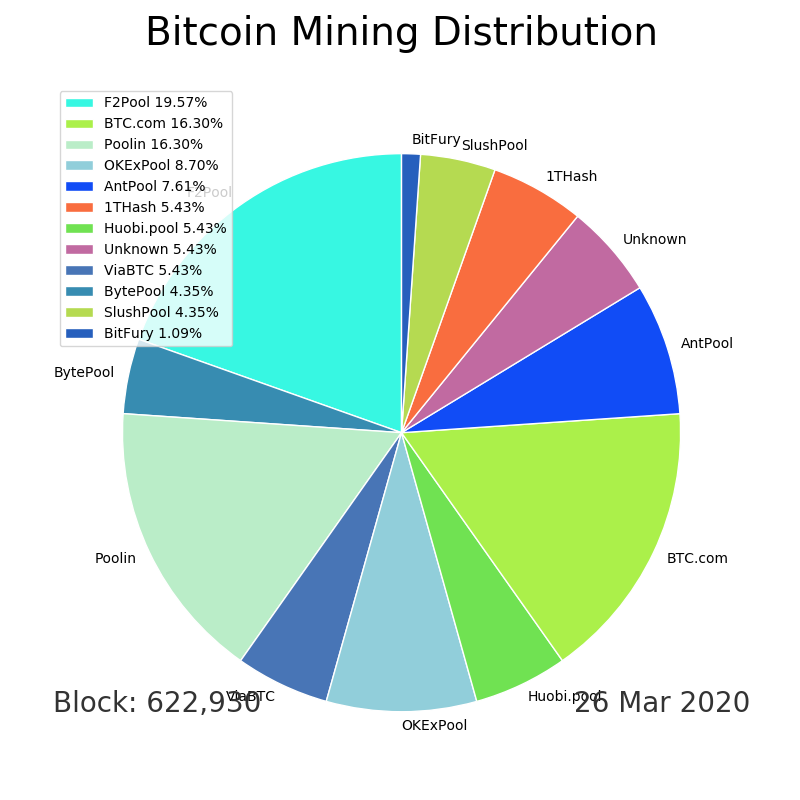 Bitcoin Mining Distribution
F2Pool 19.57%
BTC.com 16.30%
Poolin 16.30%
OKExPool 8.70%
AntPool 7.61%
1THash 5.43%
Huobi.pool 5.43%
Unknown 5.43%
ViaBTC 5.43%
BytePool 4.35%
SlushPool 4.35%
BitFury 1.09%
F2Pool
BitFury
SlushPool
1THash
Unknown
AntPool
BytePool
Poolin
BTC.com
ViaBTC
Huobi.pool
OKExPool
Block: 622,930
26 Mar 2020